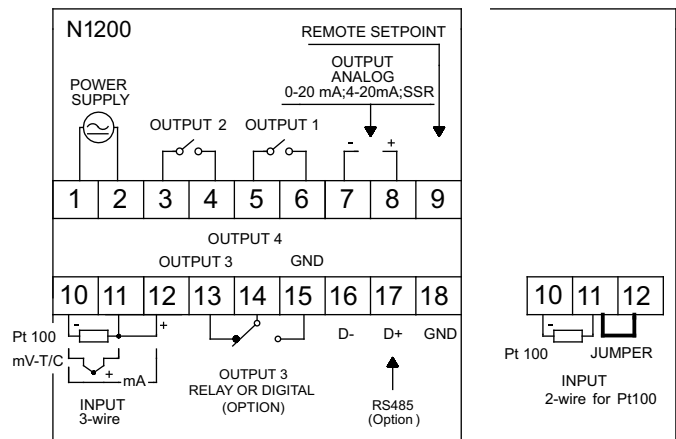 N1200
REMOTE SETPOINT
OUTPUT
ANALOG
0-20 mA;4-20mA;SSR
POWER
SUPPLY
OUTPUT 2
OUTPUT 1
- +
1 2 3 4 5 6 7 8 9
OUTPUT 4
OUTPUT 3
GND
10 11 12 13 14 15 16 17 18
- +
Pt 100
D- D+ GND
mV-T/C
+
mA
INPUT
3-wire
OUTPUT 3
RELAY OR DIGITAL
(OPTION)
RS485
(Option )
10 11 12
-
Pt 100
JUMPER
INPUT
2-wire for Pt100